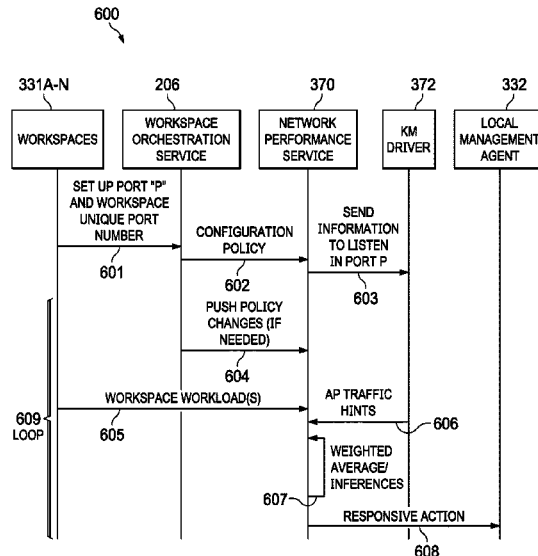 600
331A-N
206
370
372
332
WORKSPACES
WORKSPACE
ORCHESTRATION
SERVICE
NETWORK
PERFORMANCE
SERVICE
KM
DRIVER
LOCAL
MANAGEMENT
AGENT
SET UP PORT "P"
AND WORKSPACE
UNIQUE PORT
NUMBER
601
CONFIGURATION
POLICY
602
SEND
INFORMATION
TO LISTEN
IN PORT P
603
PUSH POLICY
CHANGES (IF
NEEDED)
604
609
LOOP
WORKSPACE WORKLOAD(S)
605
AP TRAFFIC
HINTS
606
WEIGHTED
AVERAGE/
INFERENCES
607
RESPONSIVE ACTION
608